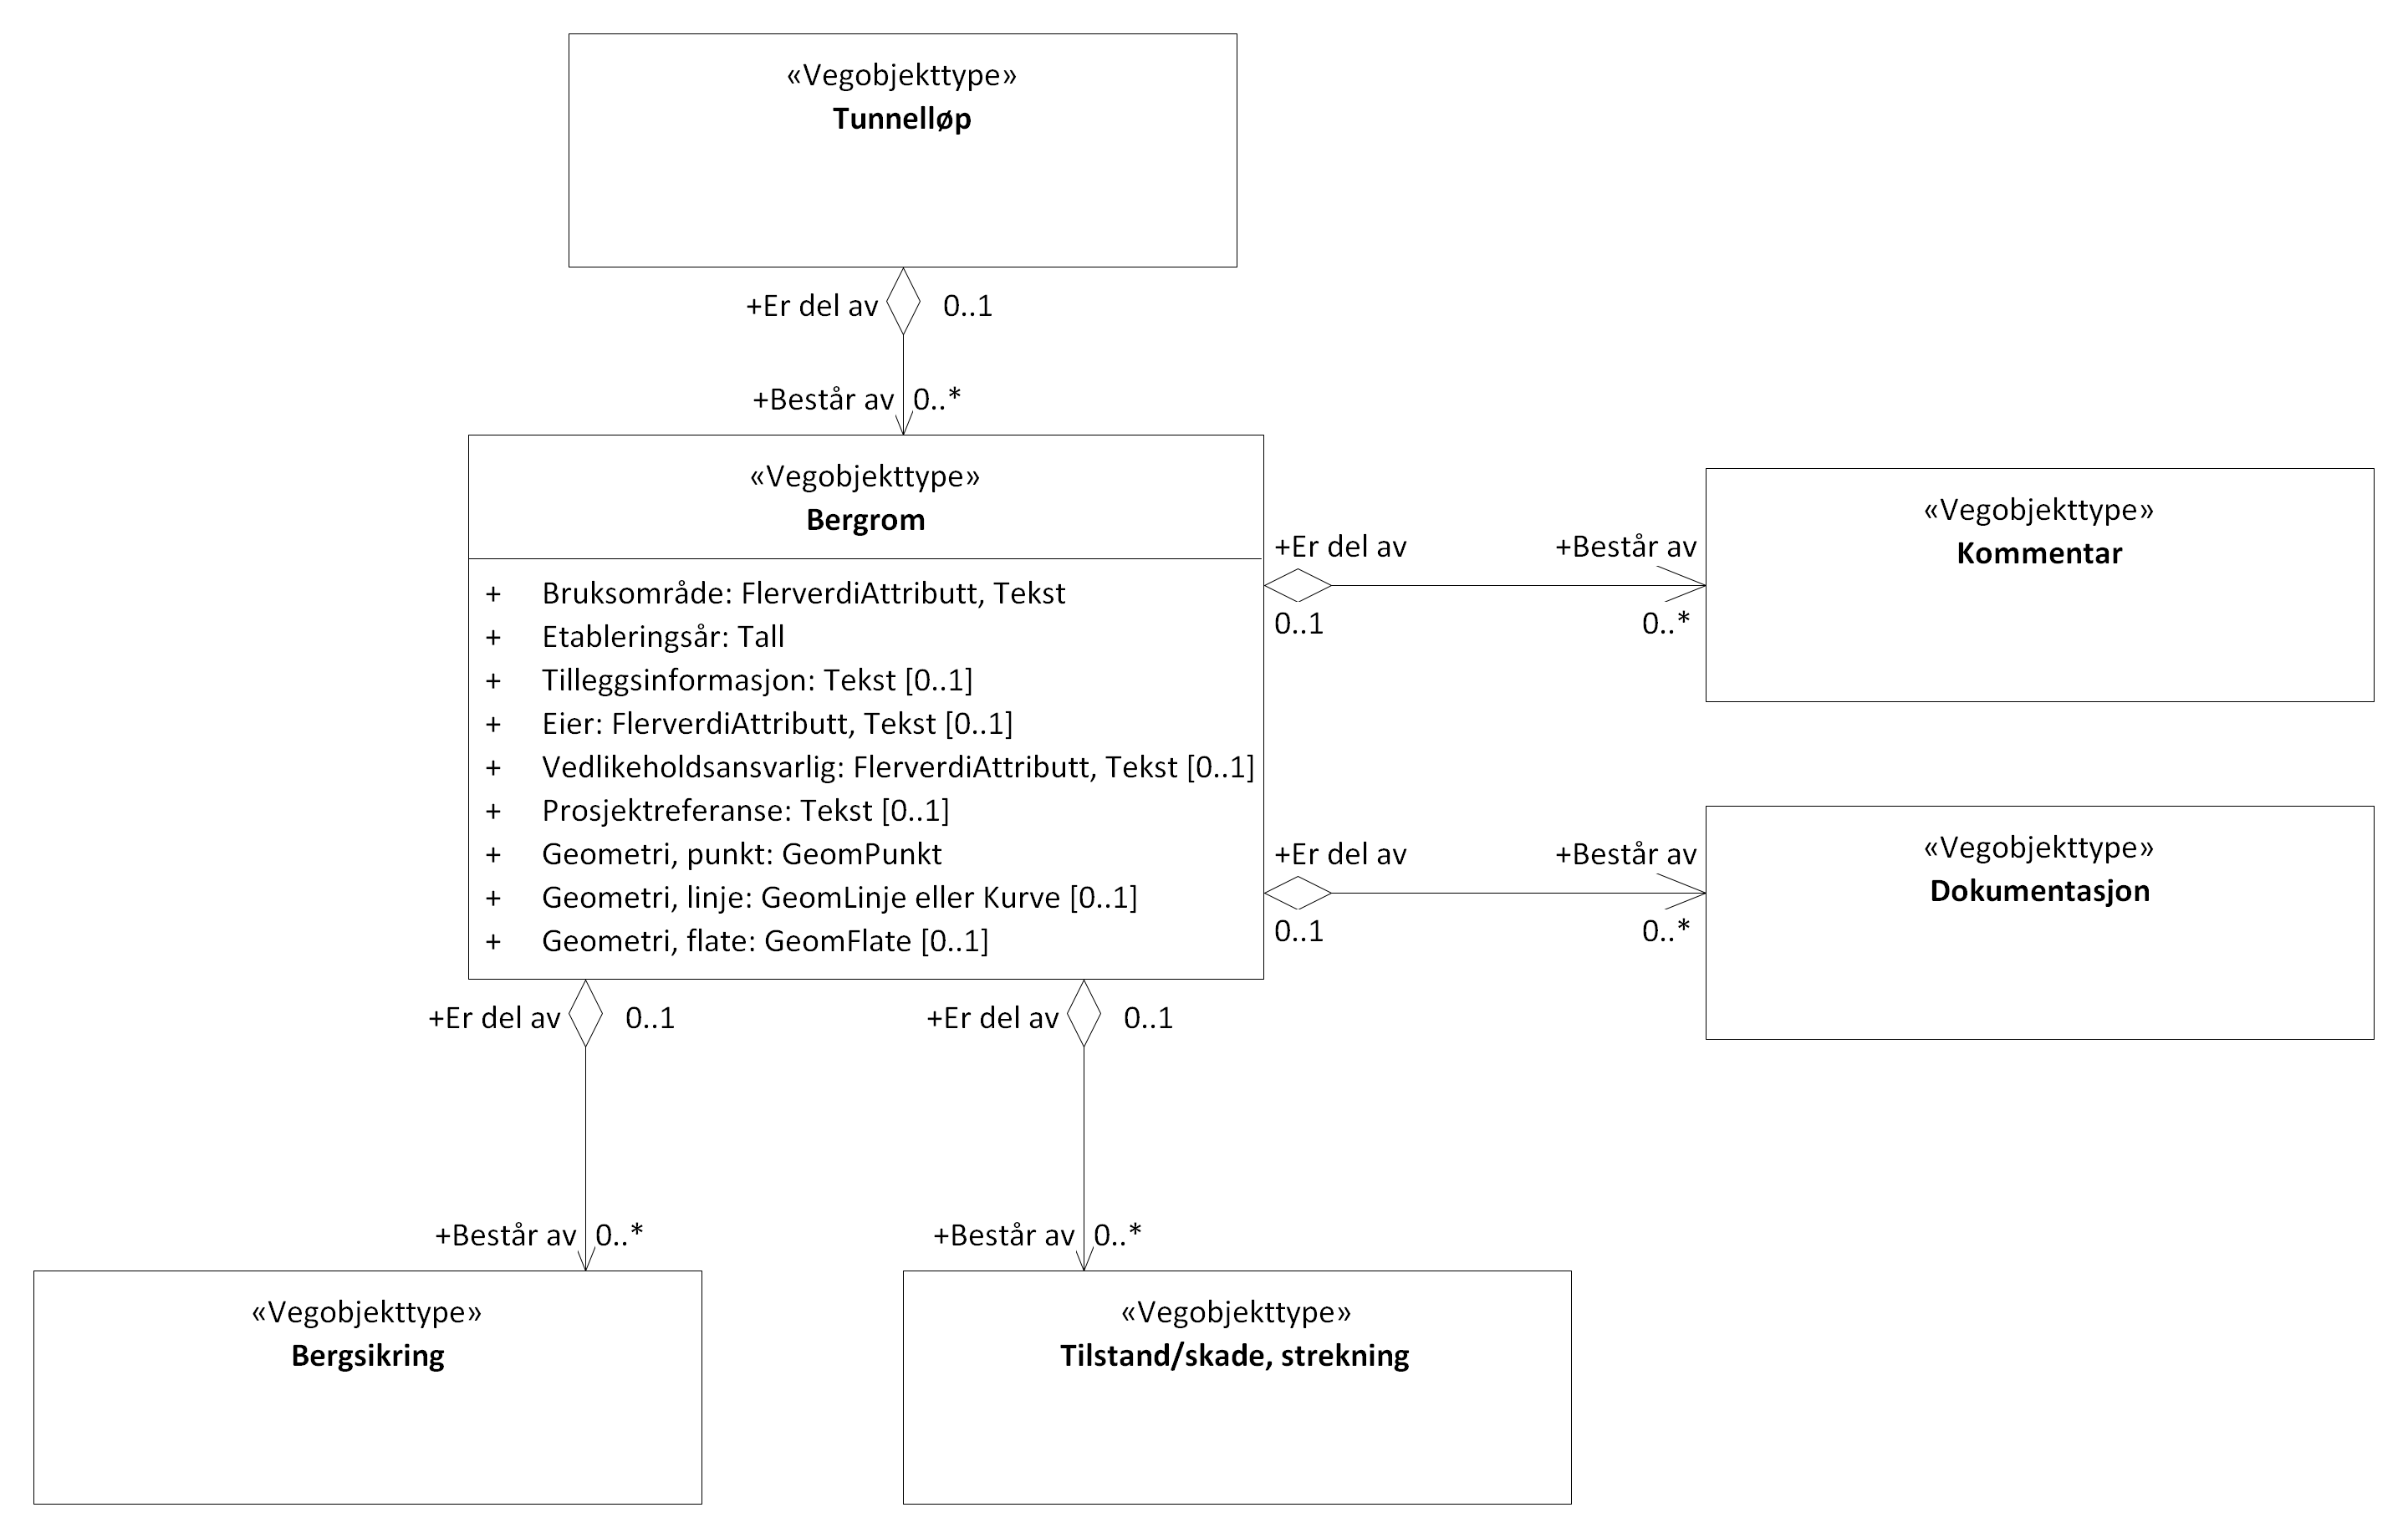 «Vegobjekttype»
Tunnelløp
+Er del av 0..1
+Består av 0..*
«Vegobjekttype»
Bergrom
+ Bruksområde: FlerverdiAttributt, Tekst
+ Etableringsår: Tall
+ Tilleggsinformasjon: Tekst [0..1]
+ Eier: FlerverdiAttributt, Tekst [0..1]
+ Vedlikeholdsansvarlig: FlerverdiAttributt, Tekst [0..1]
+ Prosjektreferanse: Tekst [0..1]
+ Geometri, punkt: GeomPunkt
+ Geometri, linje: GeomLinje eller Kurve [0..1]
+ Geometri, flate: GeomFlate [0..1]
+Er del av +Består av
0..1 0..*
«Vegobjekttype»
Kommentar
+Er del av +Består av
0..1 0..*
«Vegobjekttype»
Dokumentasjon
+Er del av 0..1
+Består av 0..*
«Vegobjekttype»
Bergsikring
+Er del av 0..1
+Består av 0..*
«Vegobjekttype»
Tilstand/skade, strekning